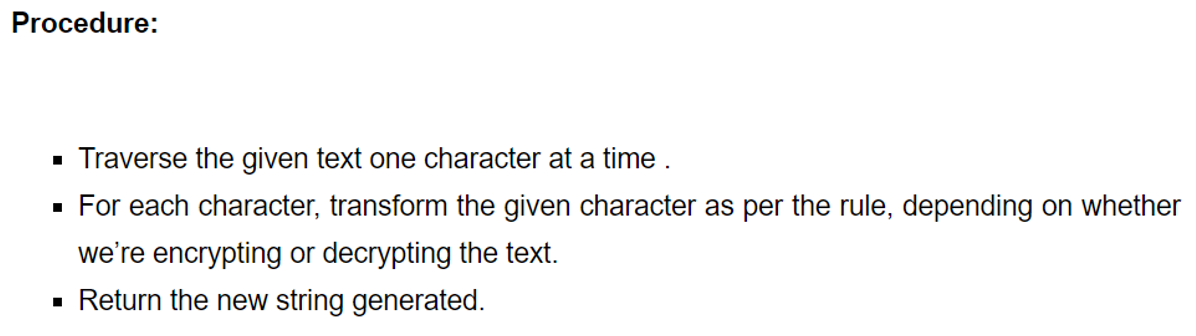 Procedure:
▪ Traverse the given text one character at a time .
▪ For each character, transform the given character as per the rule, depending on whether
we’re encrypting or decrypting the text.
▪ Return the new string generated.